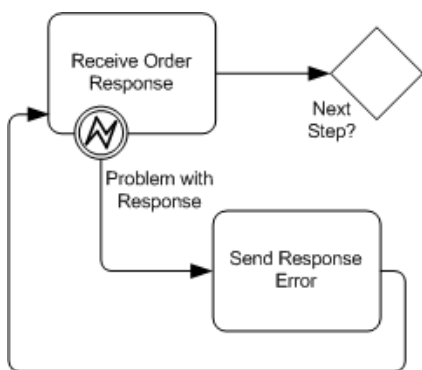 Receive Order
Response
Next
Step?
Problem with
Response
Send Response
Error